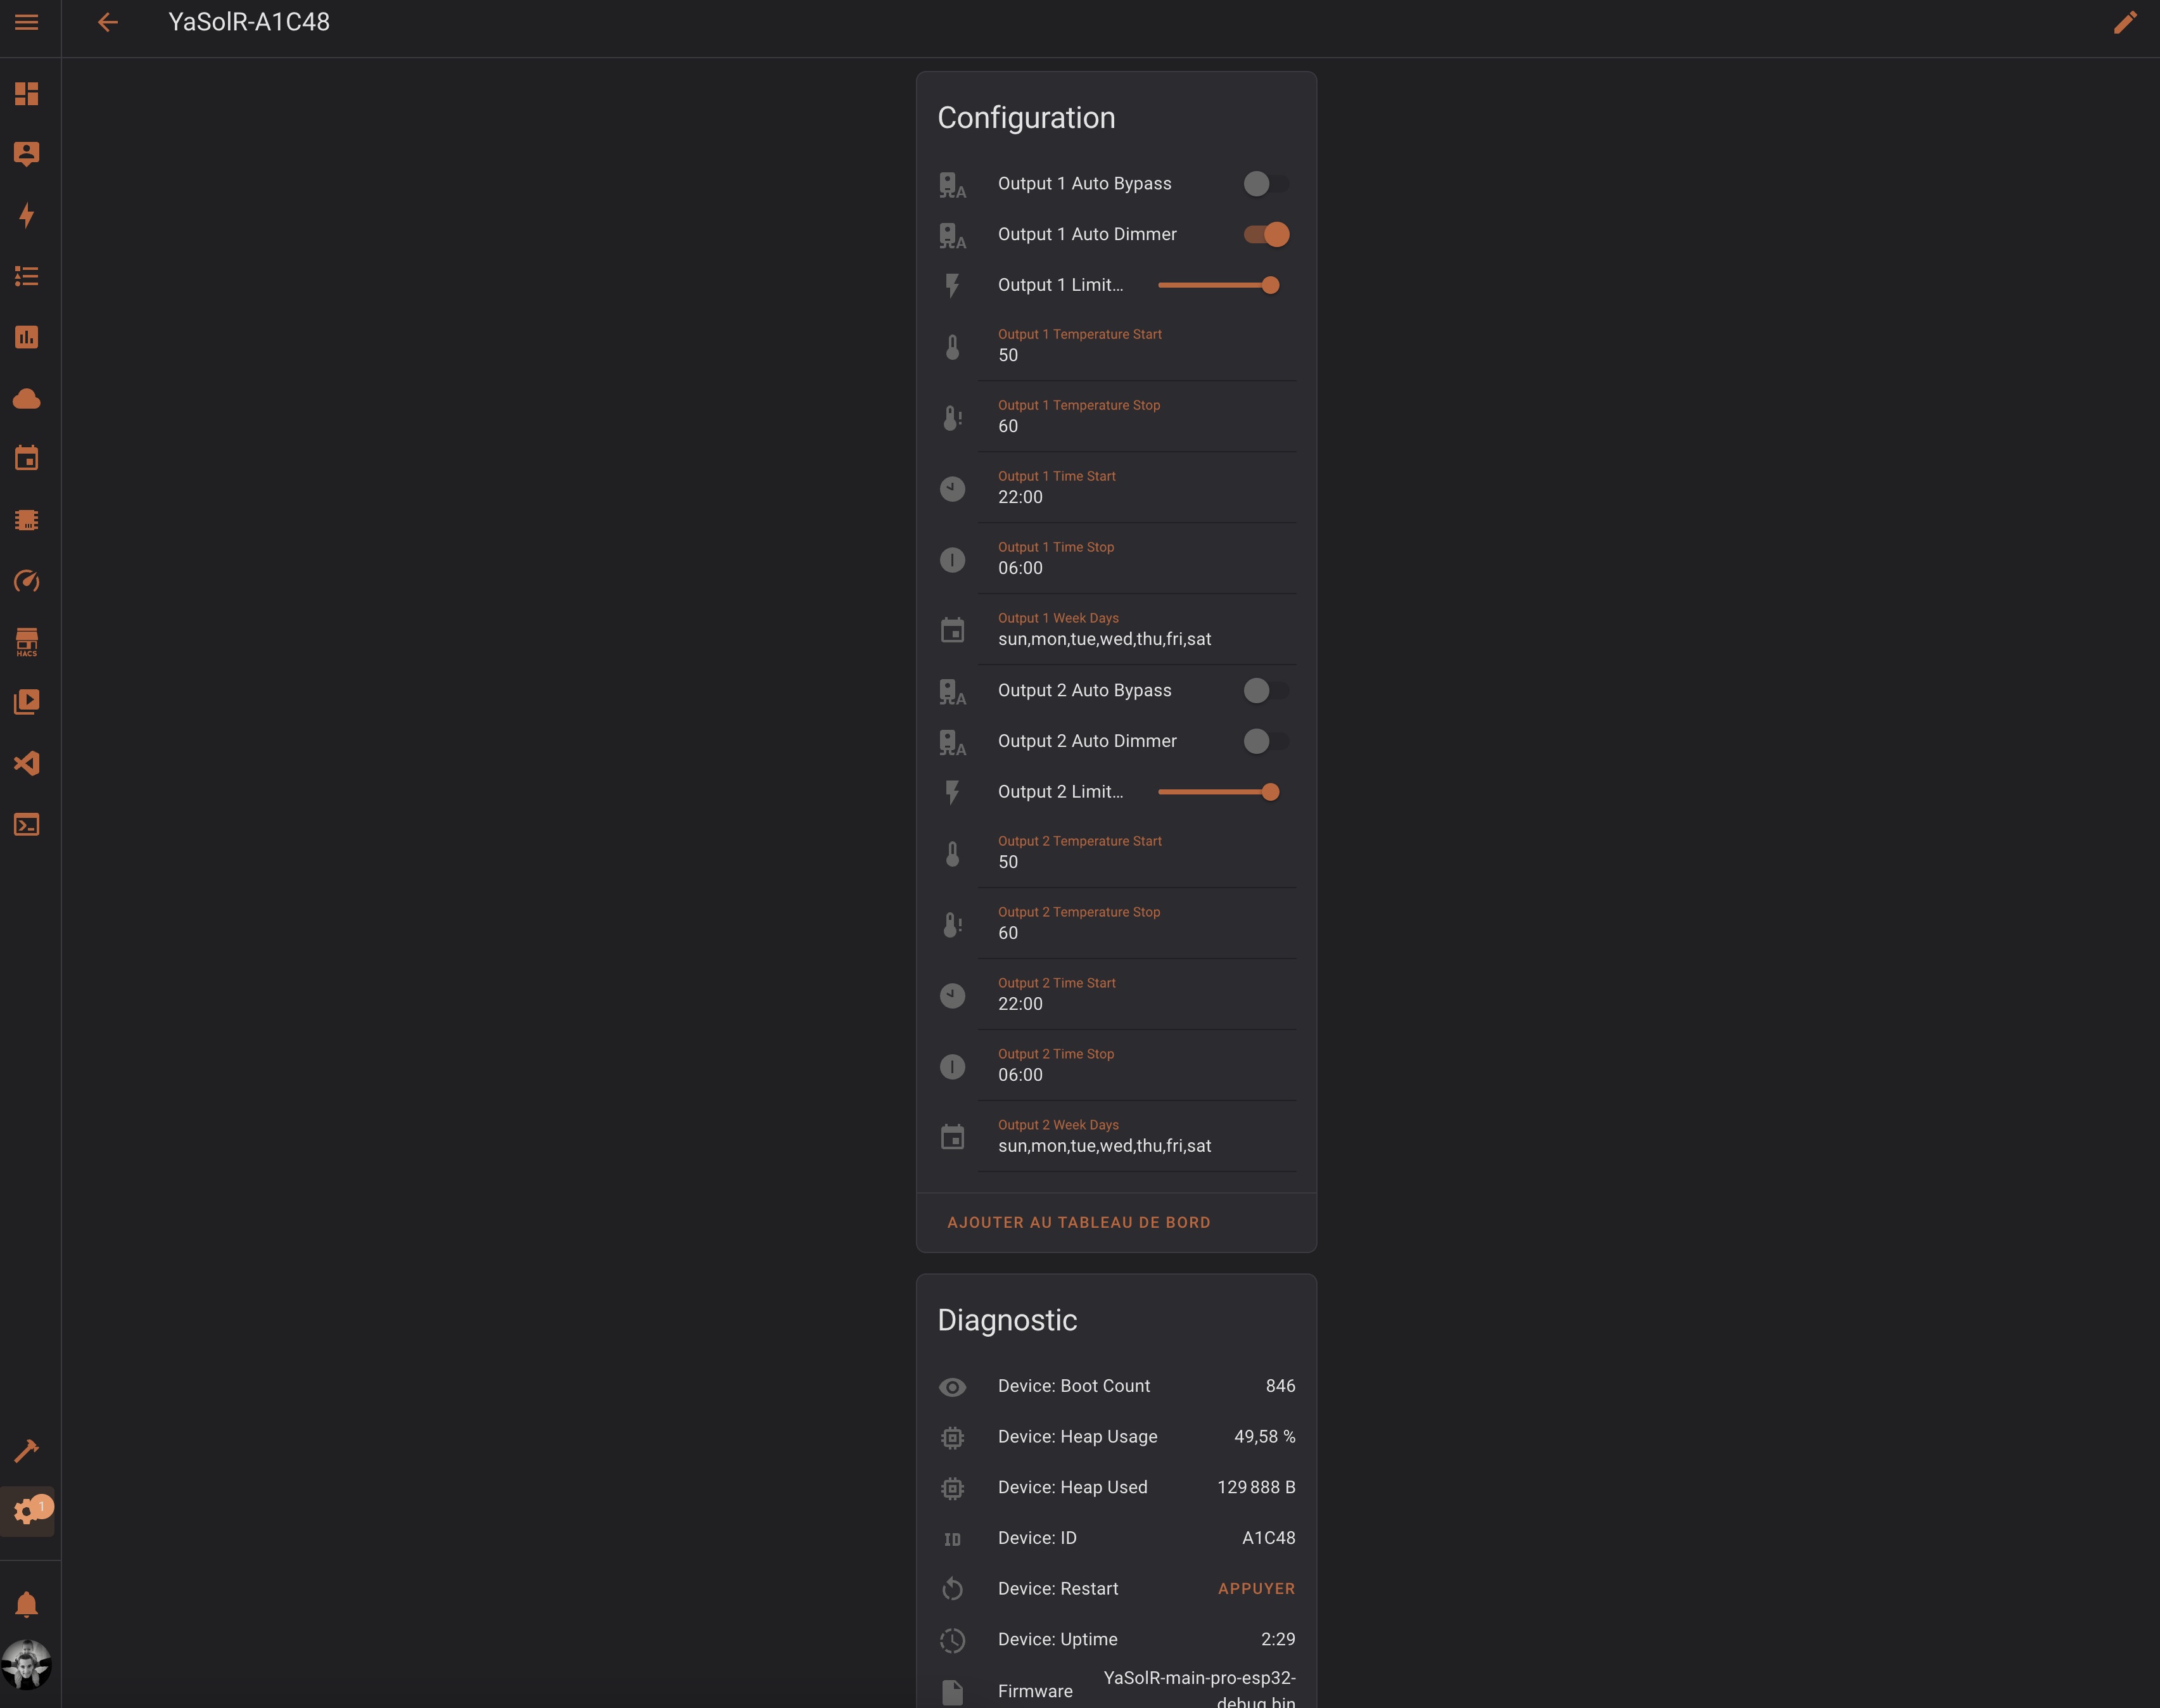 YaSolR-A1C48
Configuration
Output 1 Auto Bypass
Output 1 Auto Dimmer
Output 1 Limit...
Output 1 Temperature Start
50
Output 1 Temperature Stop
60
Output 1 Time Start
22:00
Output 1 Time Stop
06:00
Output 1 Week Days
sun,mon,tue,wed,thu,fri,sat
Output 2 Auto Bypass
Output 2 Auto Dimmer
Output 2 Limit...
Output 2 Temperature Start
50
Output 2 Temperature Stop
60
Output 2 Time Start
22:00
Output 2 Time Stop
06:00
Output 2 Week Days
sun,mon,tue,wed,thu,fri,sat
AJOUTER AU TABLEAU DE BORD
Diagnostic
Device: Boot Count 846
Device: Heap Usage 49,58 %
Device: Heap Used 129 888 B
ID Device: ID A1C48
Device: Restart APPUYER
Device: Uptime 2:29
Firmware YaSolR-main-pro-esp32-
debug.bin
HACS
1